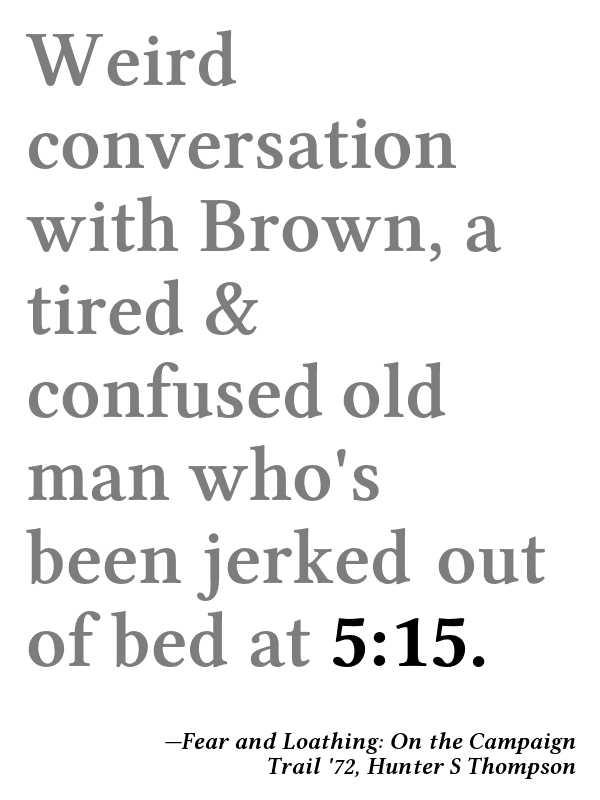 Weird
conversation
with Brown, a
tired &
confused old
man who's
been jerked out
of bed at 5:15.
—Fear and Loathing: On the Campaign
Trail '72, Hunter S Thompson